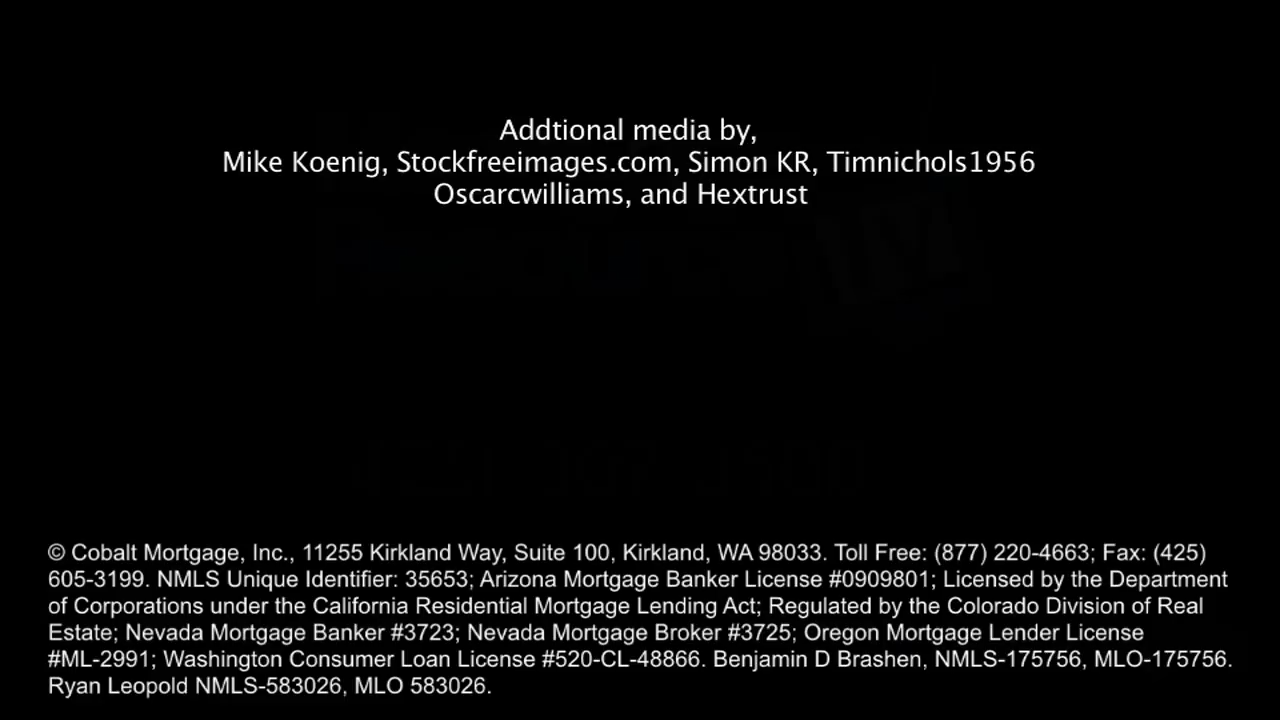 Addtional media by,
Mike Koenig, Stockfreeimages.com, Simon KR, Timnichols1956
Oscarcwilliams, and Hextrust
© Cobalt Mortgage, Inc., 11255 Kirkland Way, Suite 100, Kirkland, WA 98033. Toll Free: (877) 220-4663; Fax: (425)
605-3199. NMLS Unique Identifier: 35653; Arizona Mortgage Banker License #0909801; Licensed by the Department
of Corporations under the California Residential Mortgage Lending Act; Regulated by the Colorado Division of Real
Estate; Nevada Mortgage Banker #3723; Nevada Mortgage Broker #3725; Oregon Mortgage Lender License
#ML-2991; Washington Consumer Loan License #520-CL-48866. Benjamin D Brashen, NMLS-175756, MLO-175756.
Ryan Leopold NMLS-583026, MLO 583026.